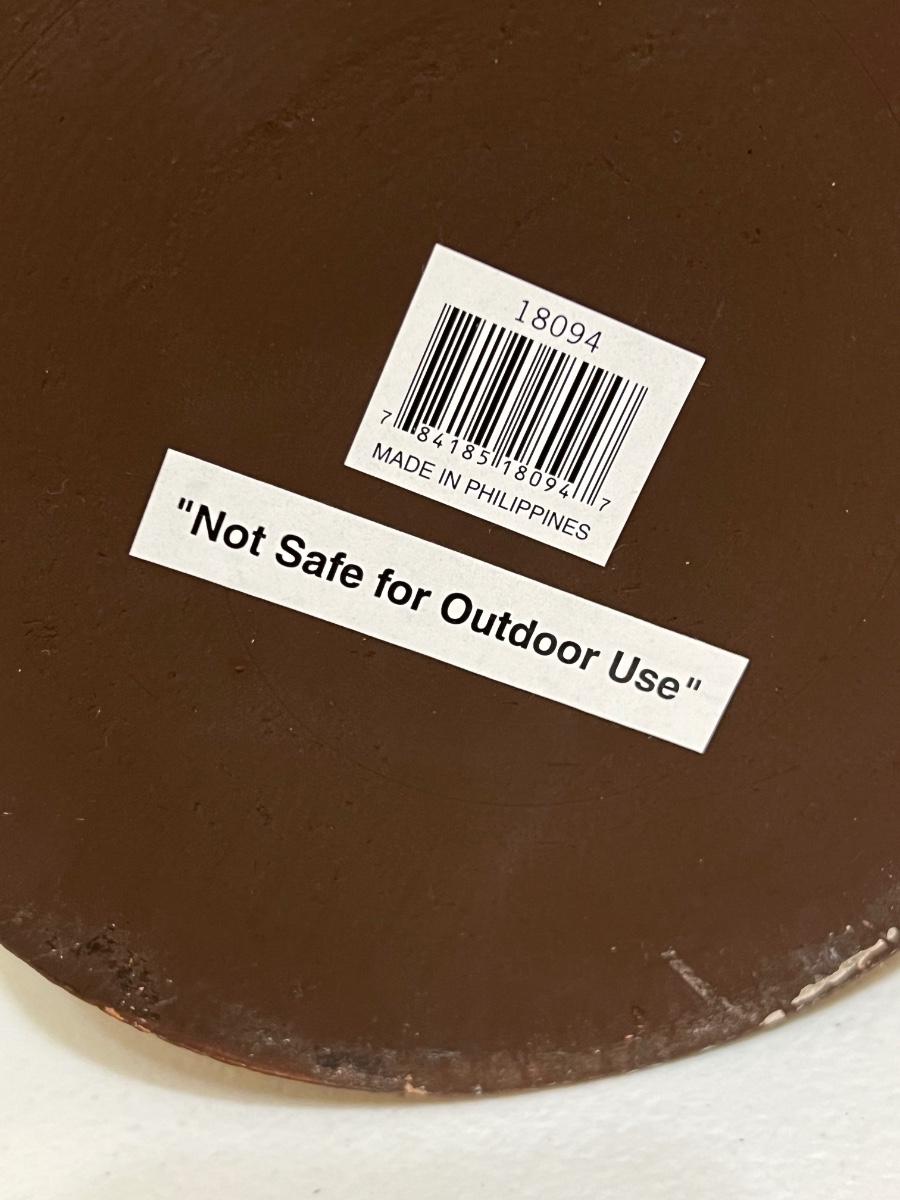 18094
7 84185 18094 7
MADE IN PHILIPPINES
"Not Safe for Outdoor Use"